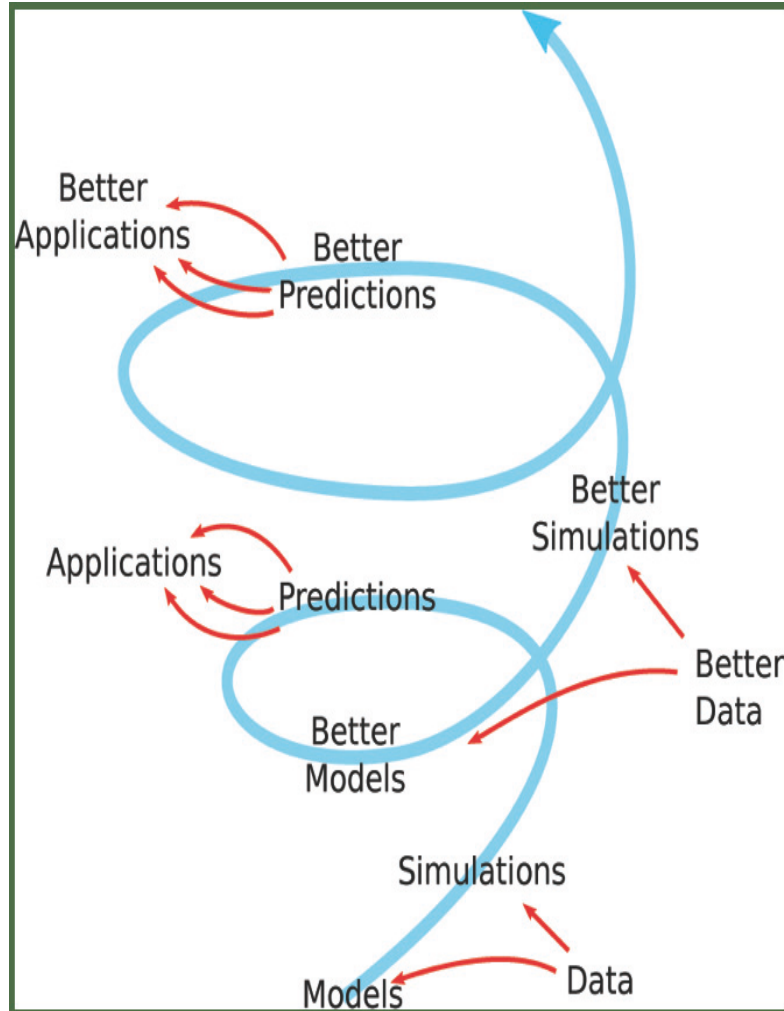 Better
Applications
Better
Predictions
Better
Simulations
Applications
Predictions
Better
Data
Better
Models
Simulations
Data
Models